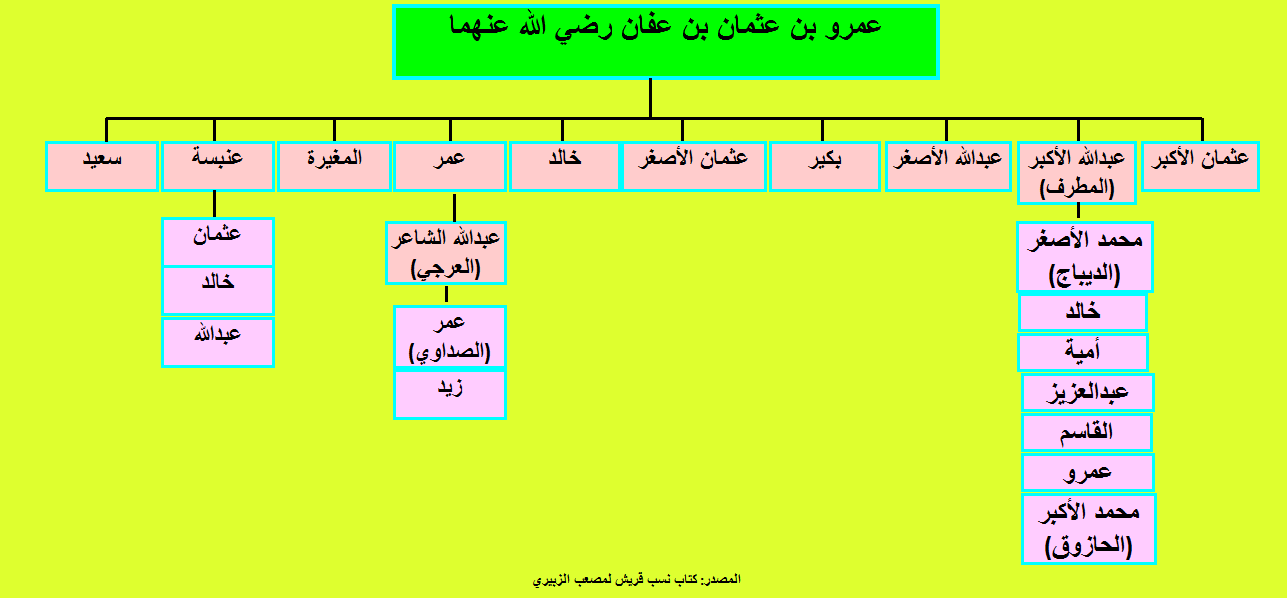 عمرو بن عثمان بن عفان رضي الله عنهما
عثمان الأكبر
عبدالله الأكبر
(المطرف)
عبدالله الأصغر
بكير
عثمان الأصغر
خالد
عمر
المغيرة
عنبسة
سعيد
محمد الأصغر
(الديباج)
خالد
أمية
عبدالعزيز
القاسم
عمرو
محمد الأكبر
(الحازوق)
عبدالله الشاعر
(العرجي)
عمر
(الصداوي)
زيد
عثمان
خالد
عبدالله
المصدر: كتاب نسب قريش لمصعب الزبيري